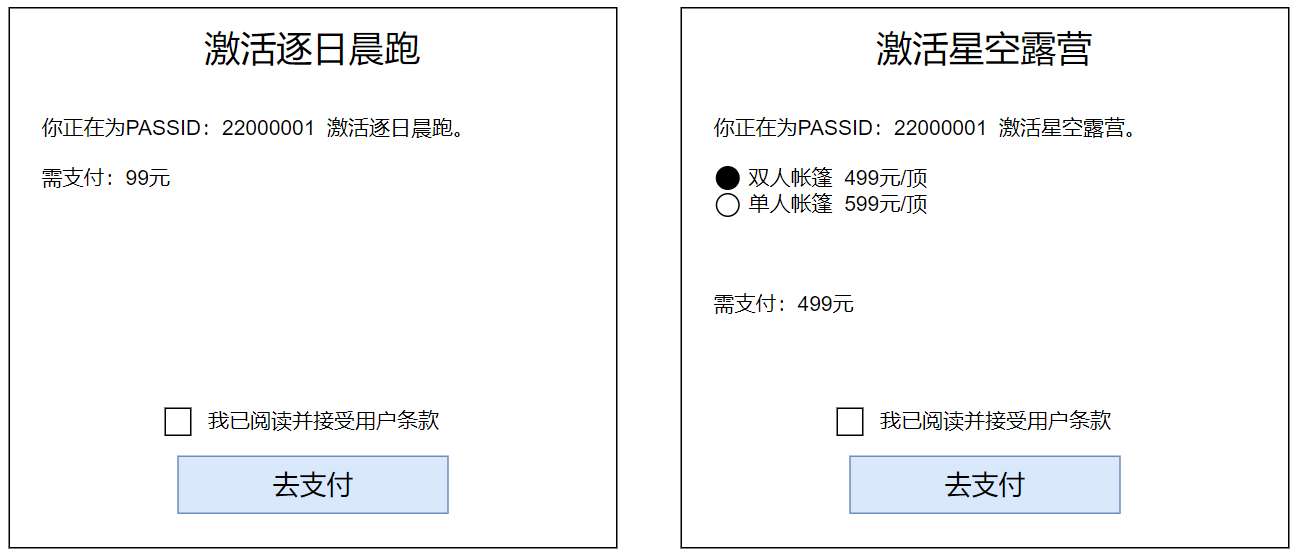 激活逐日晨跑
你正在为PASSID：22000001  激活逐日晨跑。
需支付：99元
我已阅读并接受用户条款
去支付
激活星空露营
你正在为PASSID：22000001  激活星空露营。
双人帐篷  499元/顶
单人帐篷  599元/顶
需支付：499元
我已阅读并接受用户条款
去支付